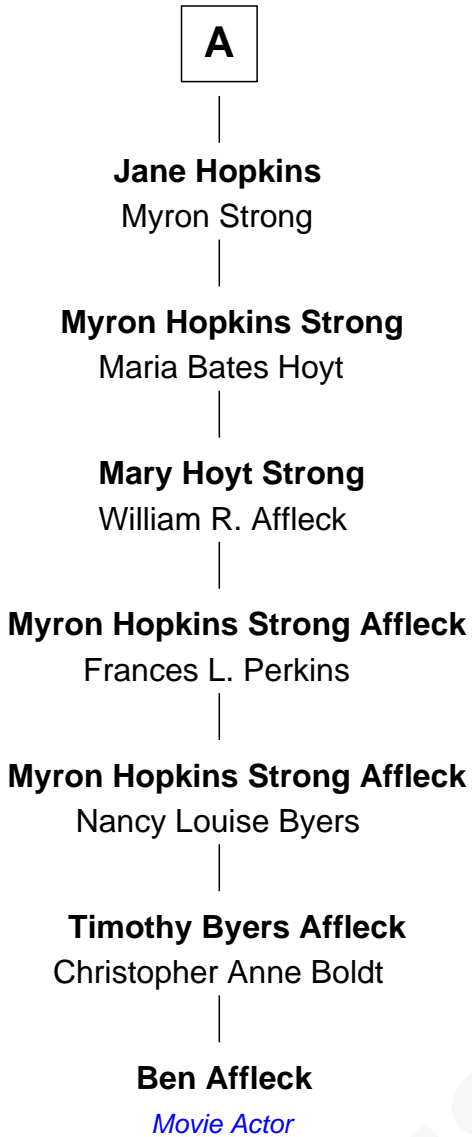 A
Jane Hopkins
Myron Strong
Myron Hopkins Strong
Maria Bates Hoyt
Mary Hoyt Strong
William R. Affleck
Myron Hopkins Strong Affleck
Frances L. Perkins
Myron Hopkins Strong Affleck
Nancy Louise Byers
Timothy Byers Affleck
Christopher Anne Boldt
Ben Affleck
Movie Actor